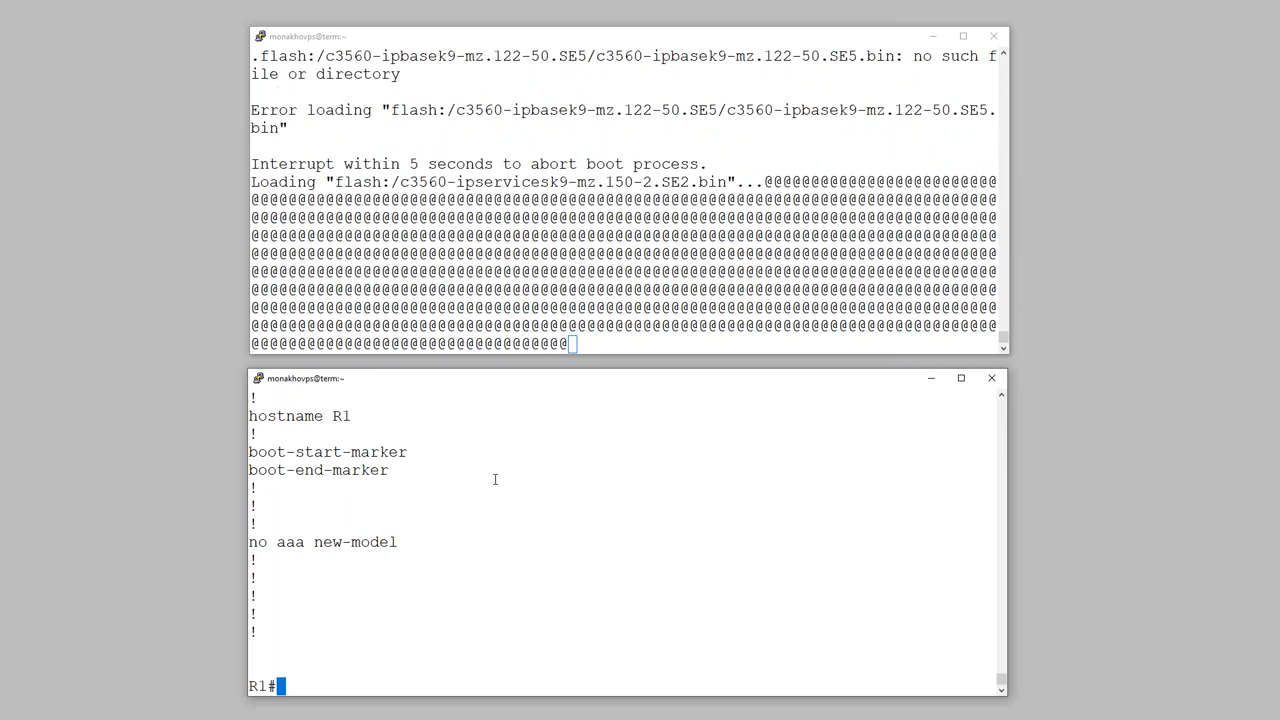 monakhovps@term:~
.flash:/c3560-ipbasek9-mz.122-50.SE5/c3560-ipbasek9-mz.122-50.SE5.bin: no such f
ile or directory
Error loading "flash:/c3560-ipbasek9-mz.122-50.SE5/c3560-ipbasek9-mz.122-50.SE5.
bin"
Interrupt within 5 seconds to abort boot process.
Loading "flash:/c3560-ipservicesk9-mz.150-2.SE2.bin"...@@@@@@@@@@@@@@@@@@@@@@@@@
@@@@@@@@@@@@@@@@@@@@@@@@@@@@@@@@@@@@@@@@@@@@@@@@@@@@@@@@@@@@@@@@@@@@@@@@@@@@@@@@
@@@@@@@@@@@@@@@@@@@@@@@@@@@@@@@@@@@@@@@@@@@@@@@@@@@@@@@@@@@@@@@@@@@@@@@@@@@@@@@@
@@@@@@@@@@@@@@@@@@@@@@@@@@@@@@@@@@@@@@@@@@@@@@@@@@@@@@@@@@@@@@@@@@@@@@@@@@@@@@@@
@@@@@@@@@@@@@@@@@@@@@@@@@@@@@@@@@@@@@@@@@@@@@@@@@@@@@@@@@@@@@@@@@@@@@@@@@@@@@@@@
@@@@@@@@@@@@@@@@@@@@@@@@@@@@@@@@@@@@@@@@@@@@@@@@@@@@@@@@@@@@@@@@@@@@@@@@@@@@@@@@
@@@@@@@@@@@@@@@@@@@@@@@@@@@@@@@@@@@@@@@@@@@@@@@@@@@@@@@@@@@@@@@@@@@@@@@@@@@@@@@@
@@@@@@@@@@@@@@@@@@@@@@@@@@@@@@@@@@@@@@@@@@@@@@@@@@@@@@@@@@@@@@@@@@@@@@@@@@@@@@@@
@@@@@@@@@@@@@@@@@@@@@@@@@@@@@@@@@@@@@@@@@@@@@@@@@@@@@@@@@@@@@@@@@@@@@@@@@@@@@@@@
@@@@@@@@@@@@@@@@@@@@@@@@@@@@@@@@@@
monakhovps@term:~
!
hostname R1
!
boot-start-marker
boot-end-marker
!
!
!
no aaa new-model
!
!
!
!
!
R1#